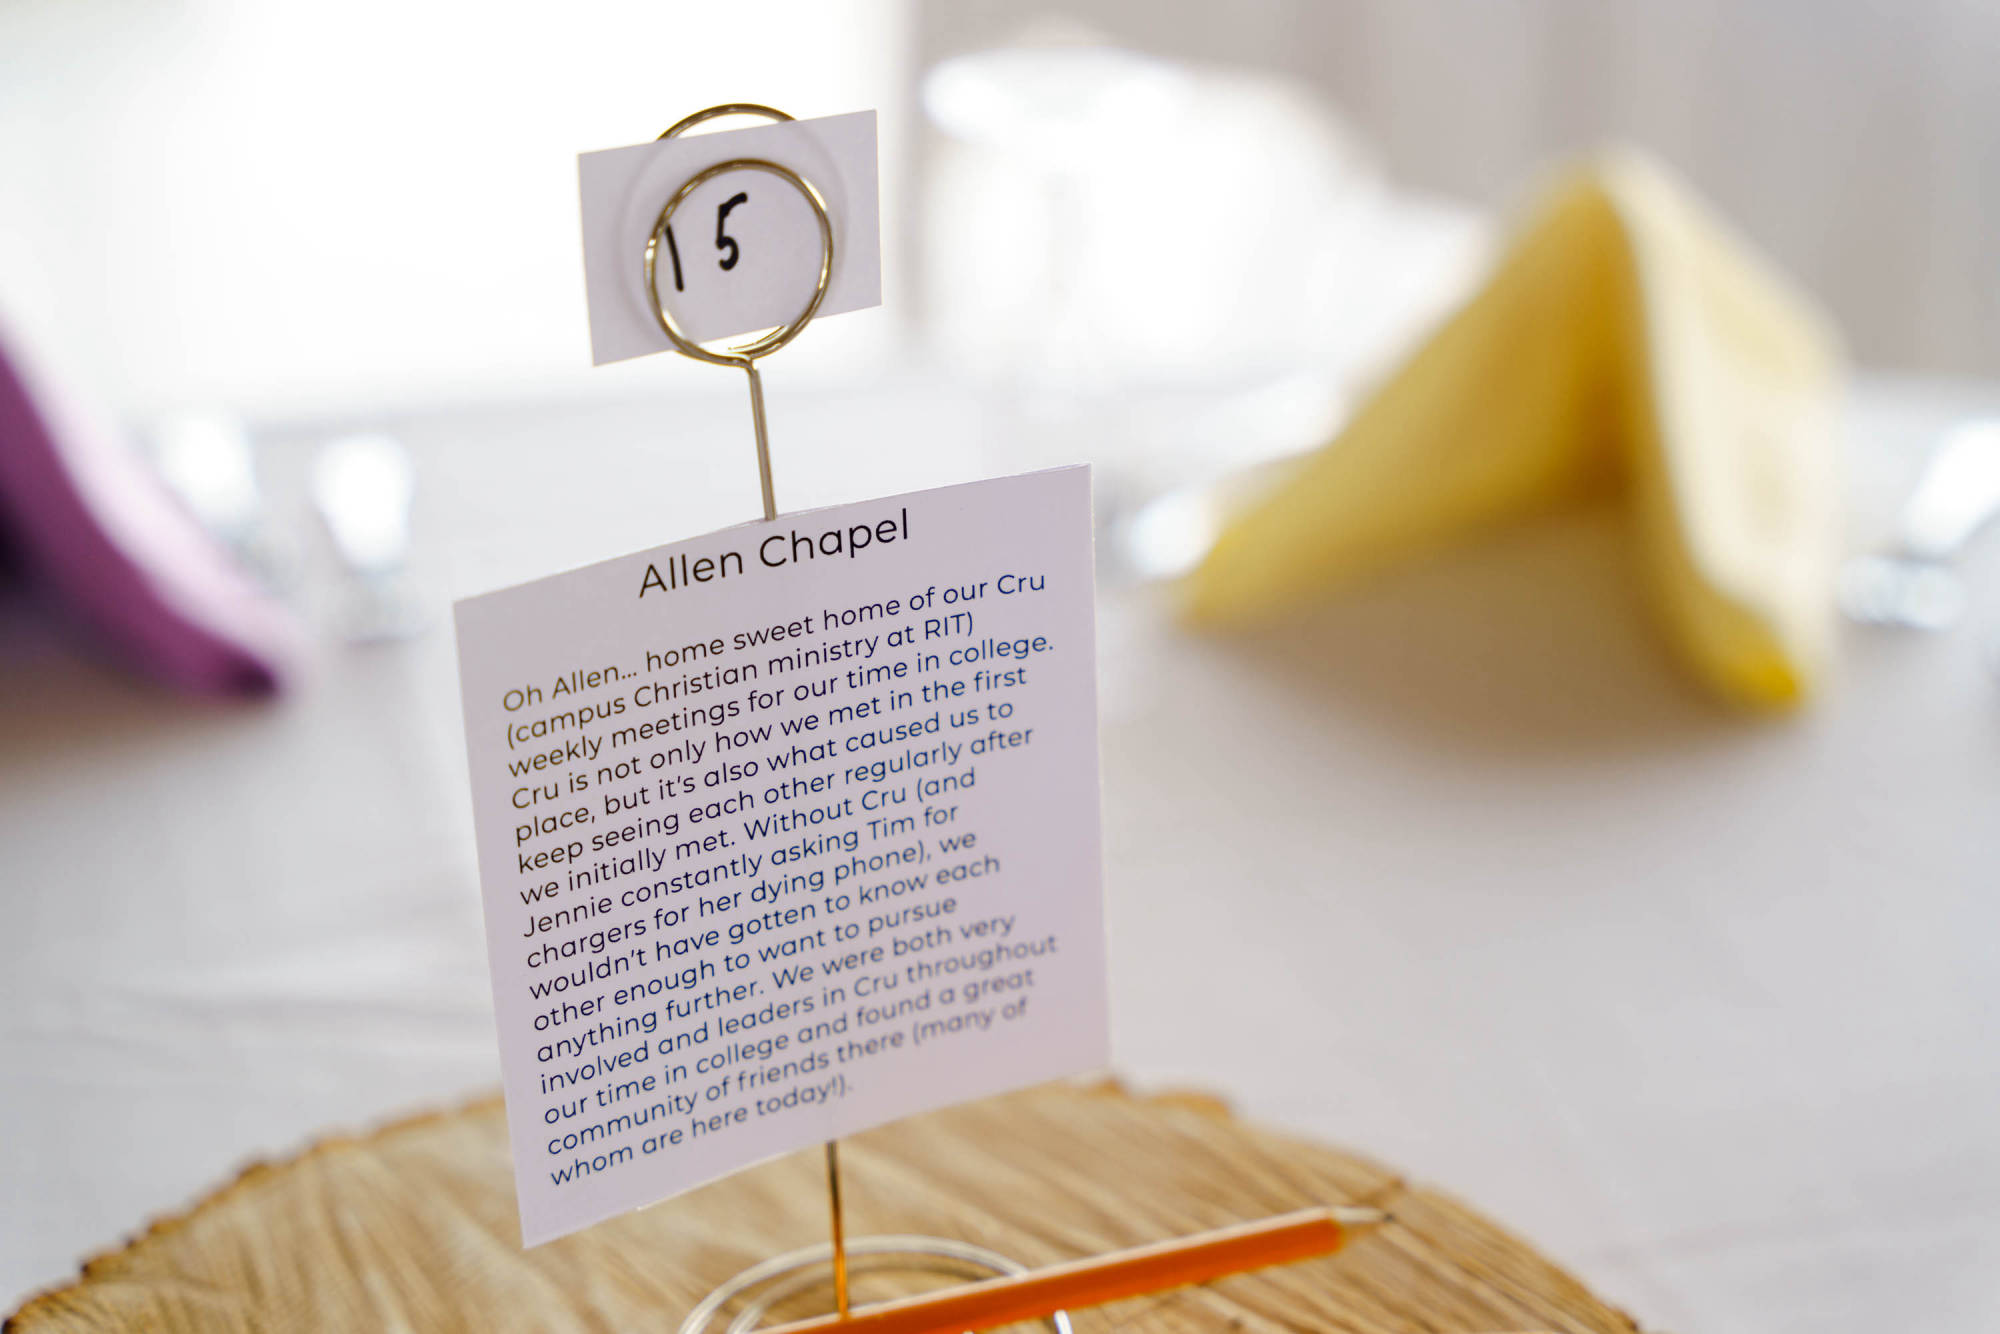 15
Allen Chapel
Oh Allen... home sweet home of our Cru
(campus Christian ministry at RIT)
weekly meetings for our time in college.
Cru is not only how we met in the first
place, but it's also what caused us to
keep seeing each other regularly after
we initially met. Without Cru (and
Jennie constantly asking Tim for
chargers for her dying phone), we
wouldn't have gotten to know each
other enough to want to pursue
anything further. We were both very
involved and leaders in Cru throughout
our time in college and found a great
community of friends there (many of
whom are here today!).